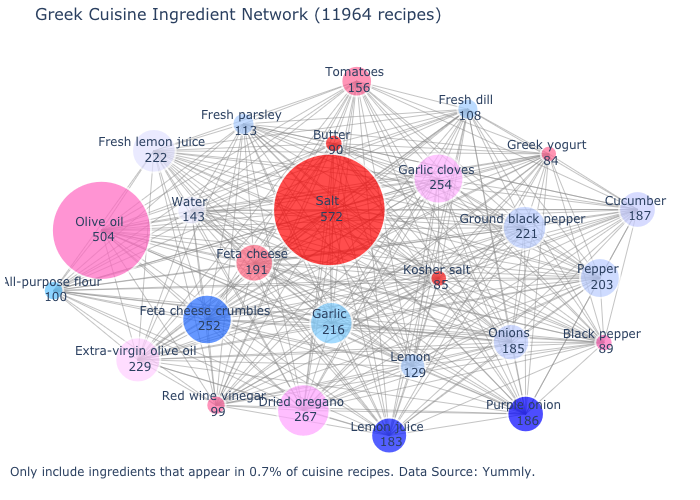 Greek Cuisine Ingredient Network (11964 recipes)
Tomatoes
156
Fresh dill
108
Fresh parsley
113
Butter
90
Fresh lemon juice
222
Greek yogurt
84
Garlic cloves
254
Water
143
Salt
572
Cucumber
187
Olive oil
504
Ground black pepper
221
Feta cheese
191
Kosher salt
85
Pepper
203
All-purpose flour
100
Feta cheese crumbles
252
Garlic
216
Onions
185
Black pepper
89
Extra-virgin olive oil
229
Lemon
129
Red wine vinegar
99
Dried oregano
267
Purple onion
186
Lemon juice
183
Only include ingredients that appear in 0.7% of cuisine recipes. Data Source: Yummly.